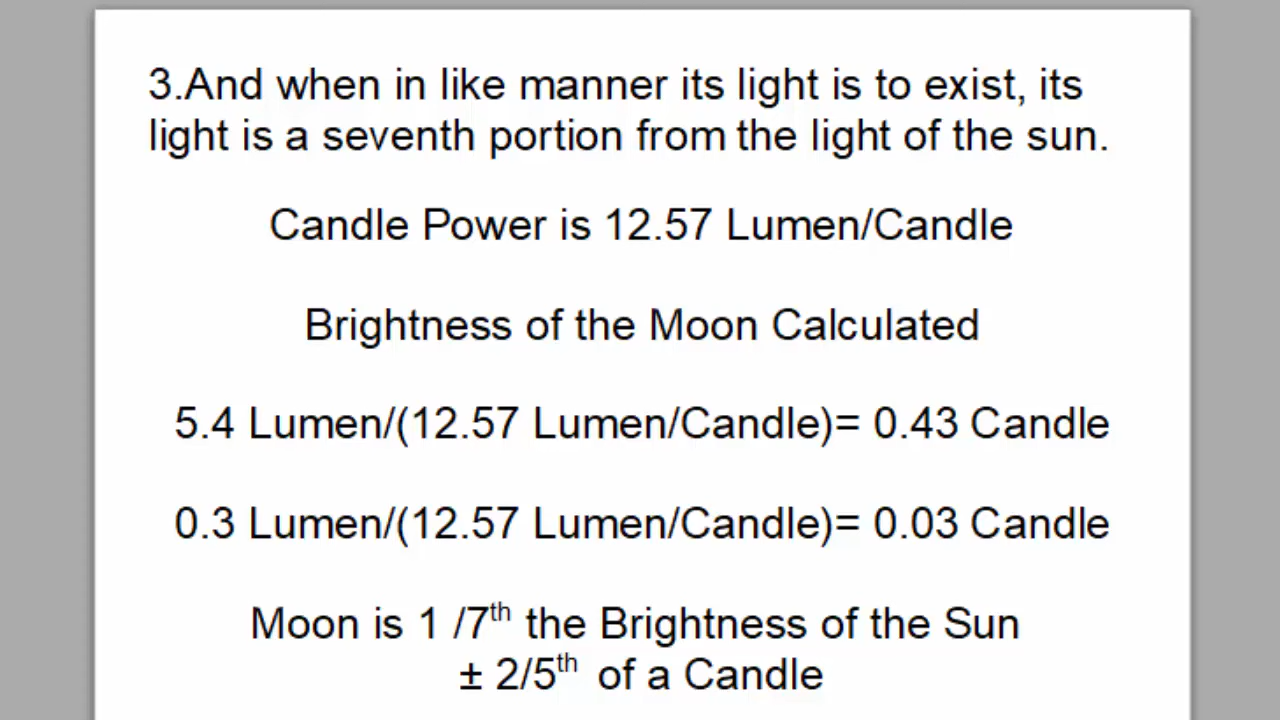 3.And when in like manner its light is to exist, its
light is a seventh portion from the light of the sun.
Candle Power is 12.57 Lumen/Candle
Brightness of the Moon Calculated
5.4 Lumen/(12.57 Lumen/Candle)= 0.43 Candle
0.3 Lumen/(12.57 Lumen/Candle)= 0.03 Candle
Moon is 1 /7th the Brightness of the Sun
± 2/5th of a Candle